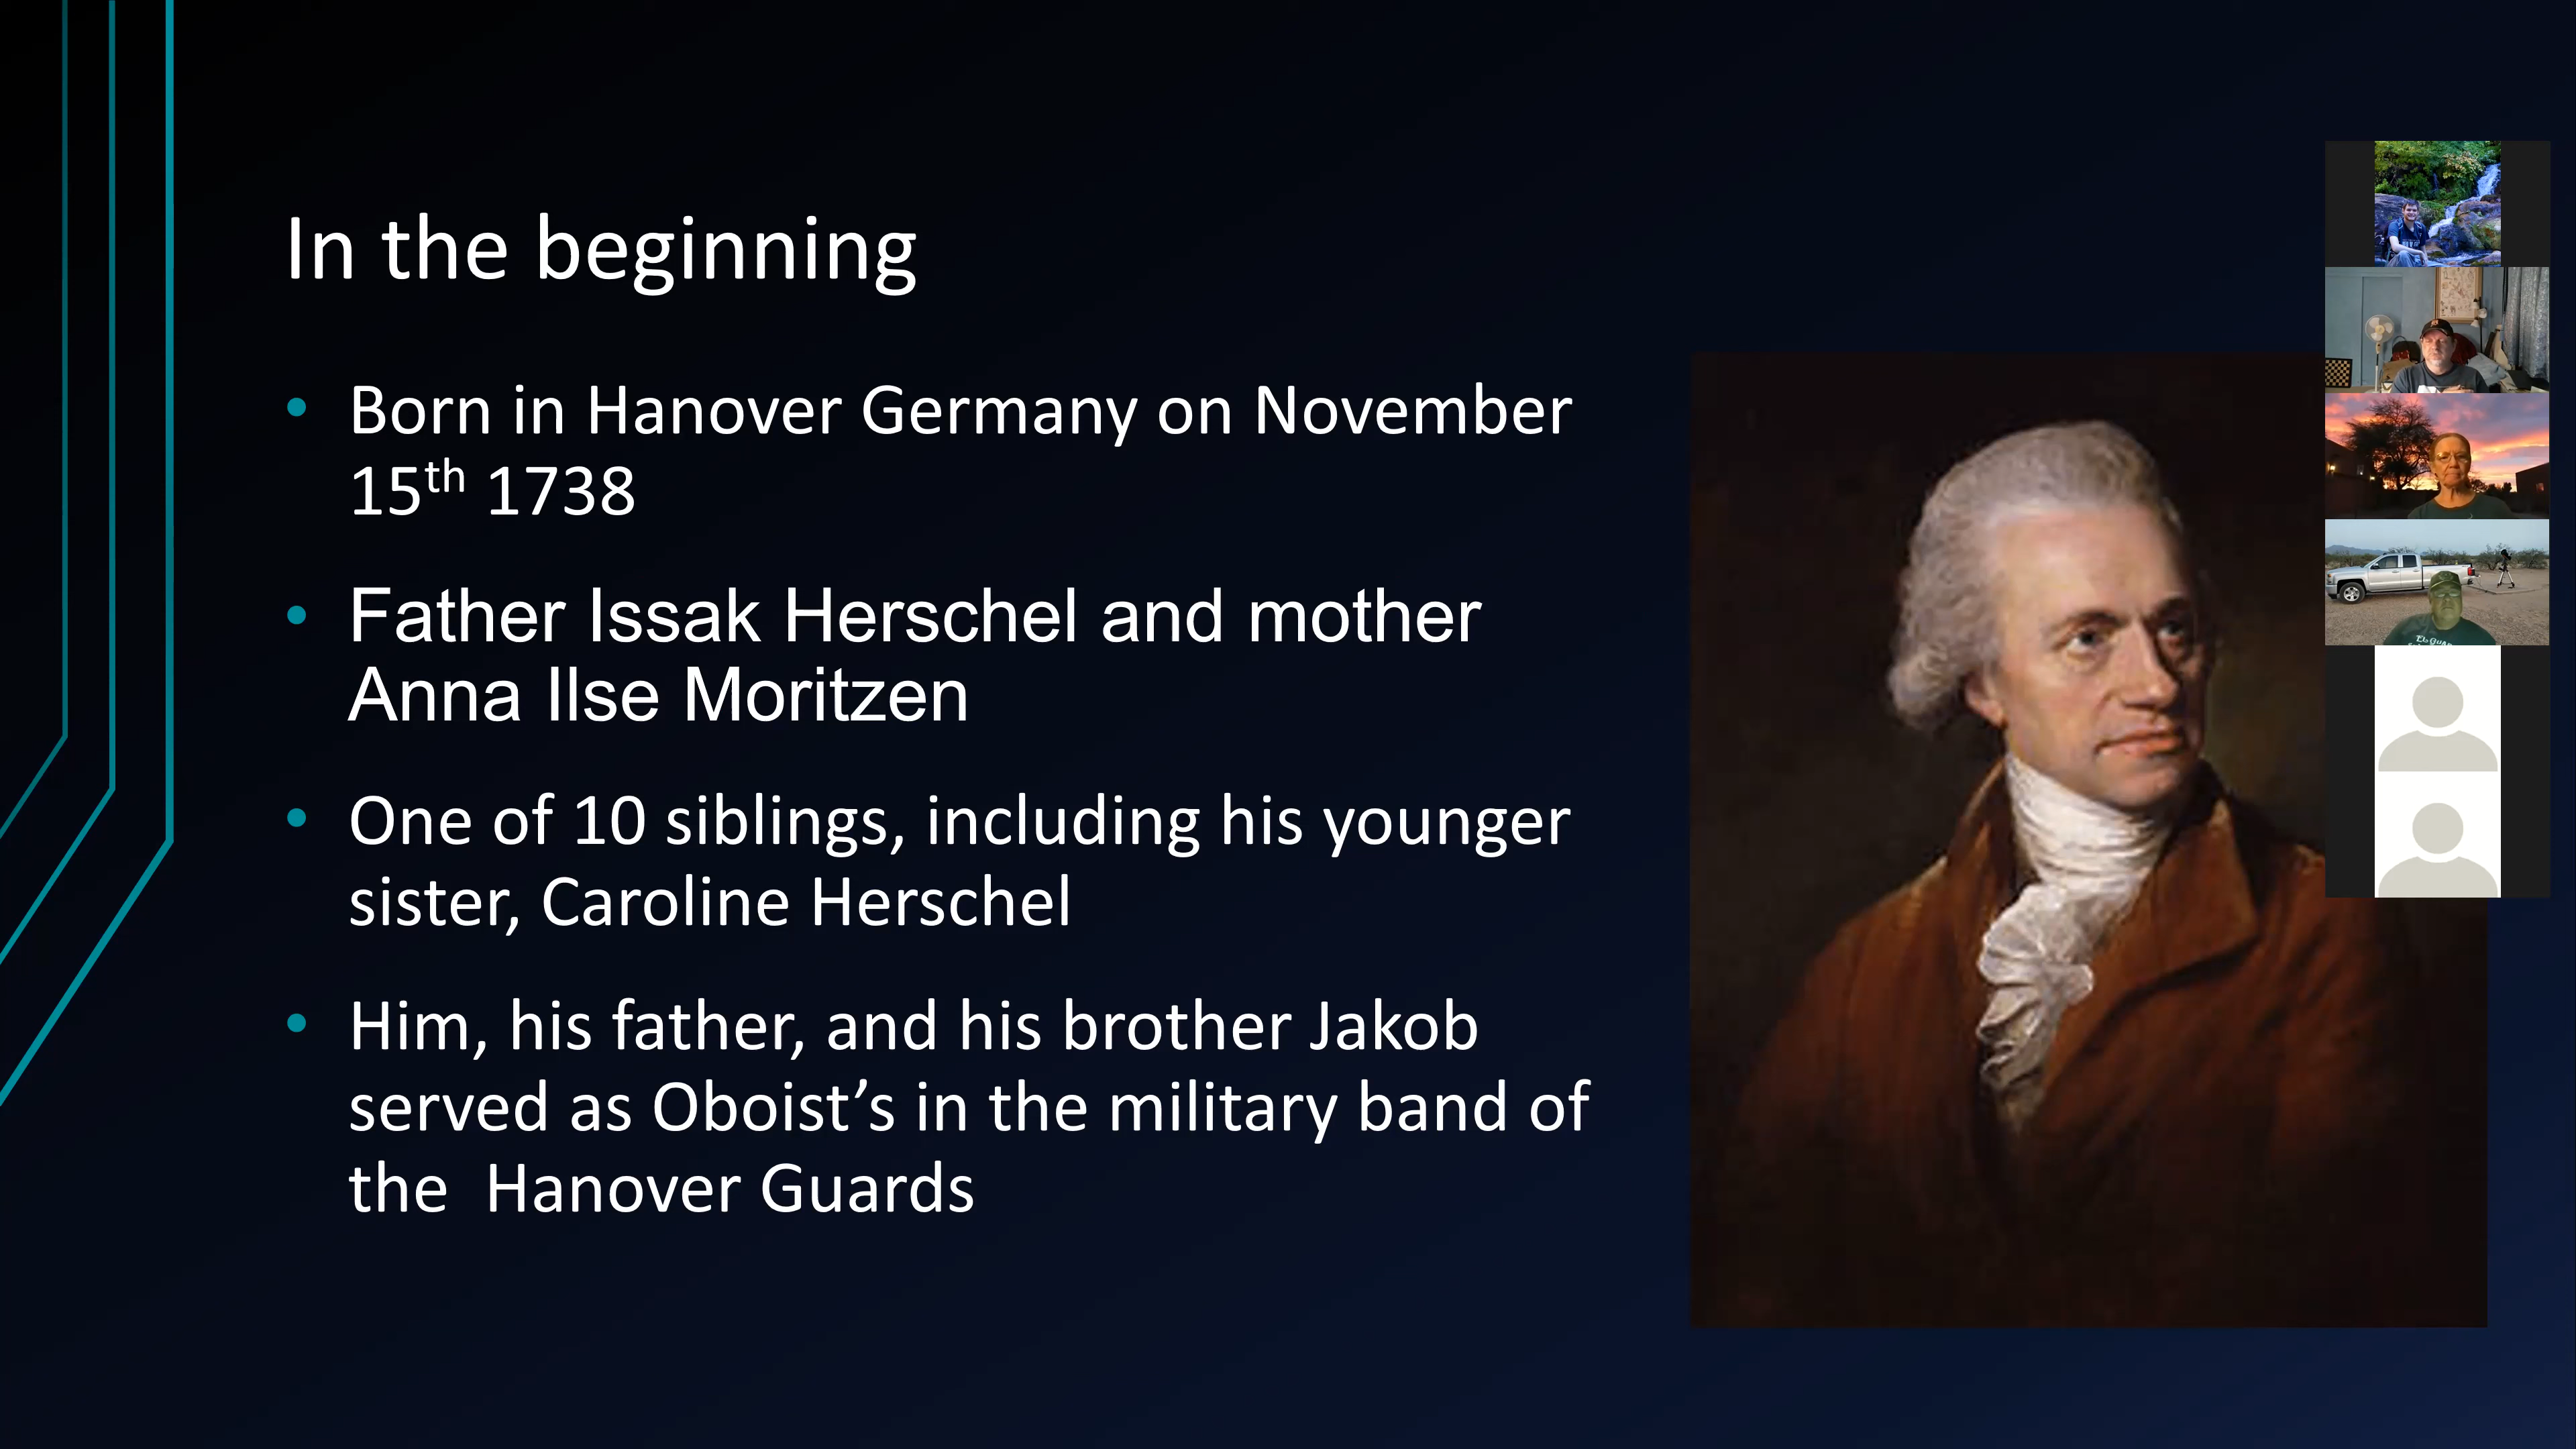 In the beginning
• Born in Hanover Germany on November
15th 1738
• Father Issak Herschel and mother
Anna Ilse Moritzen
• One of 10 siblings, including his younger
sister, Caroline Herschel
• Him, his father, and his brother Jakob
served as Oboist’s in the military band of
the  Hanover Guards